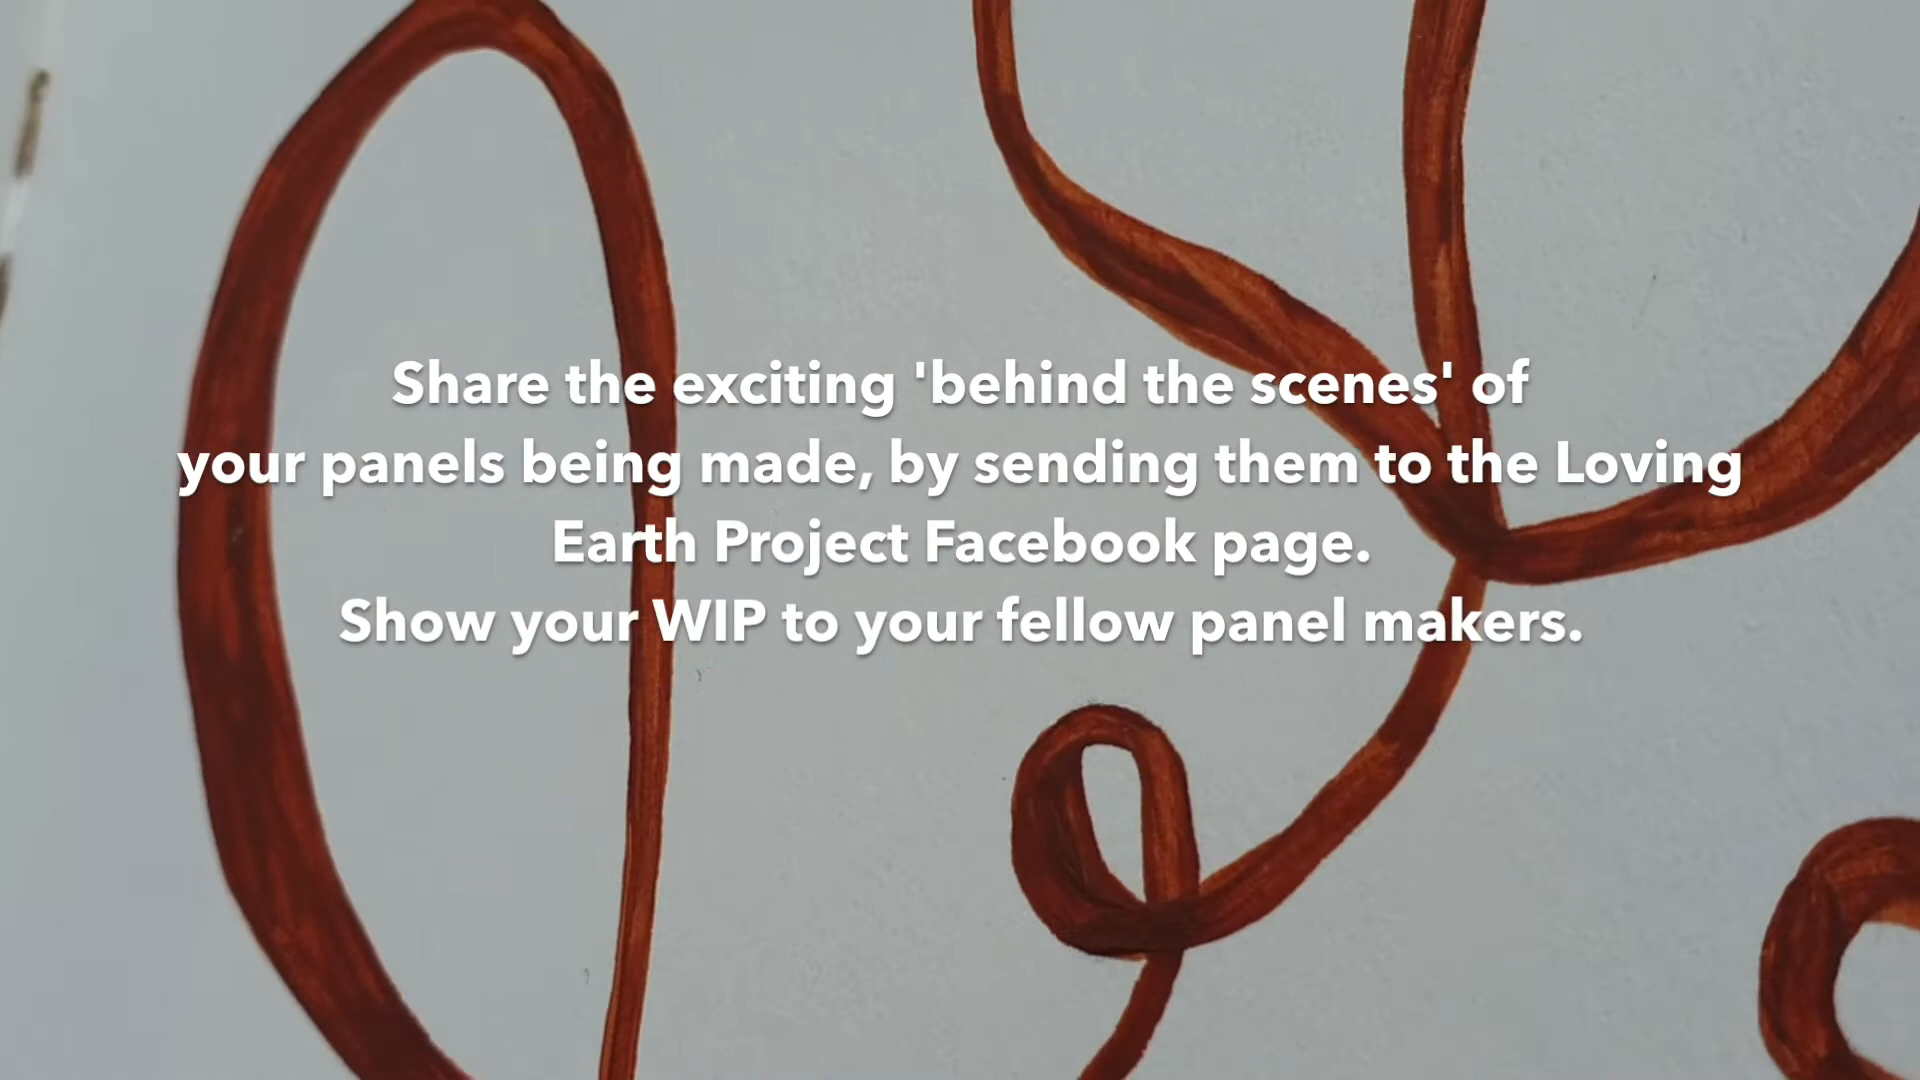 Share the exciting 'behind the scenes' of
your panels being made, by sending them to the Loving
Earth Project Facebook page.
Show your WIP to your fellow panel makers.